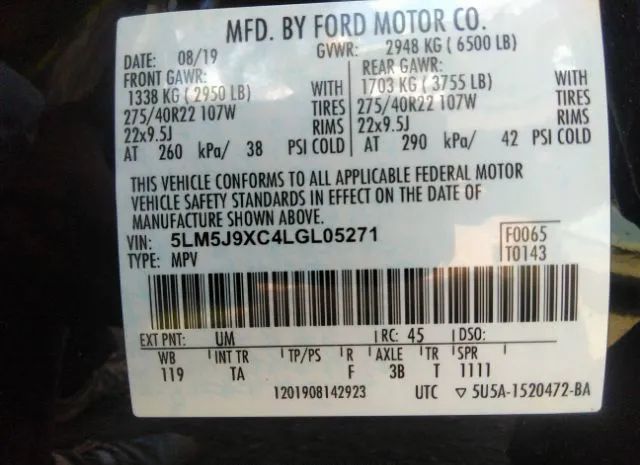 MFD. BY FORD MOTOR CO.
DATE: 08/19 GVWR: 2948 KG ( 6500 LB)
FRONT GAWR: REAR GAWR:
1338 KG ( 2950 LB) WITH 1703 KG ( 3755 LB) WITH
275/40R22 107W TIRES 275/40R22 107W TIRES
22x9.5J RIMS 22x9.5J RIMS
AT 260 kPa/ 38 PSI COLD AT 290 kPa/ 42 PSI COLD
THIS VEHICLE CONFORMS TO ALL APPLICABLE FEDERAL MOTOR
VEHICLE SAFETY STANDARDS IN EFFECT ON THE DATE OF
MANUFACTURE SHOWN ABOVE.
VIN: 5LM5J9XC4LGL05271 F0065
TYPE: MPV T0143
EXT PNT: UM RC: 45 DSO:
WB INT TR TP/PS R AXLE TR SPR
119 TA F 3B T 1111
1201908142923 UTC ▽ 5U5A-1520472-BA